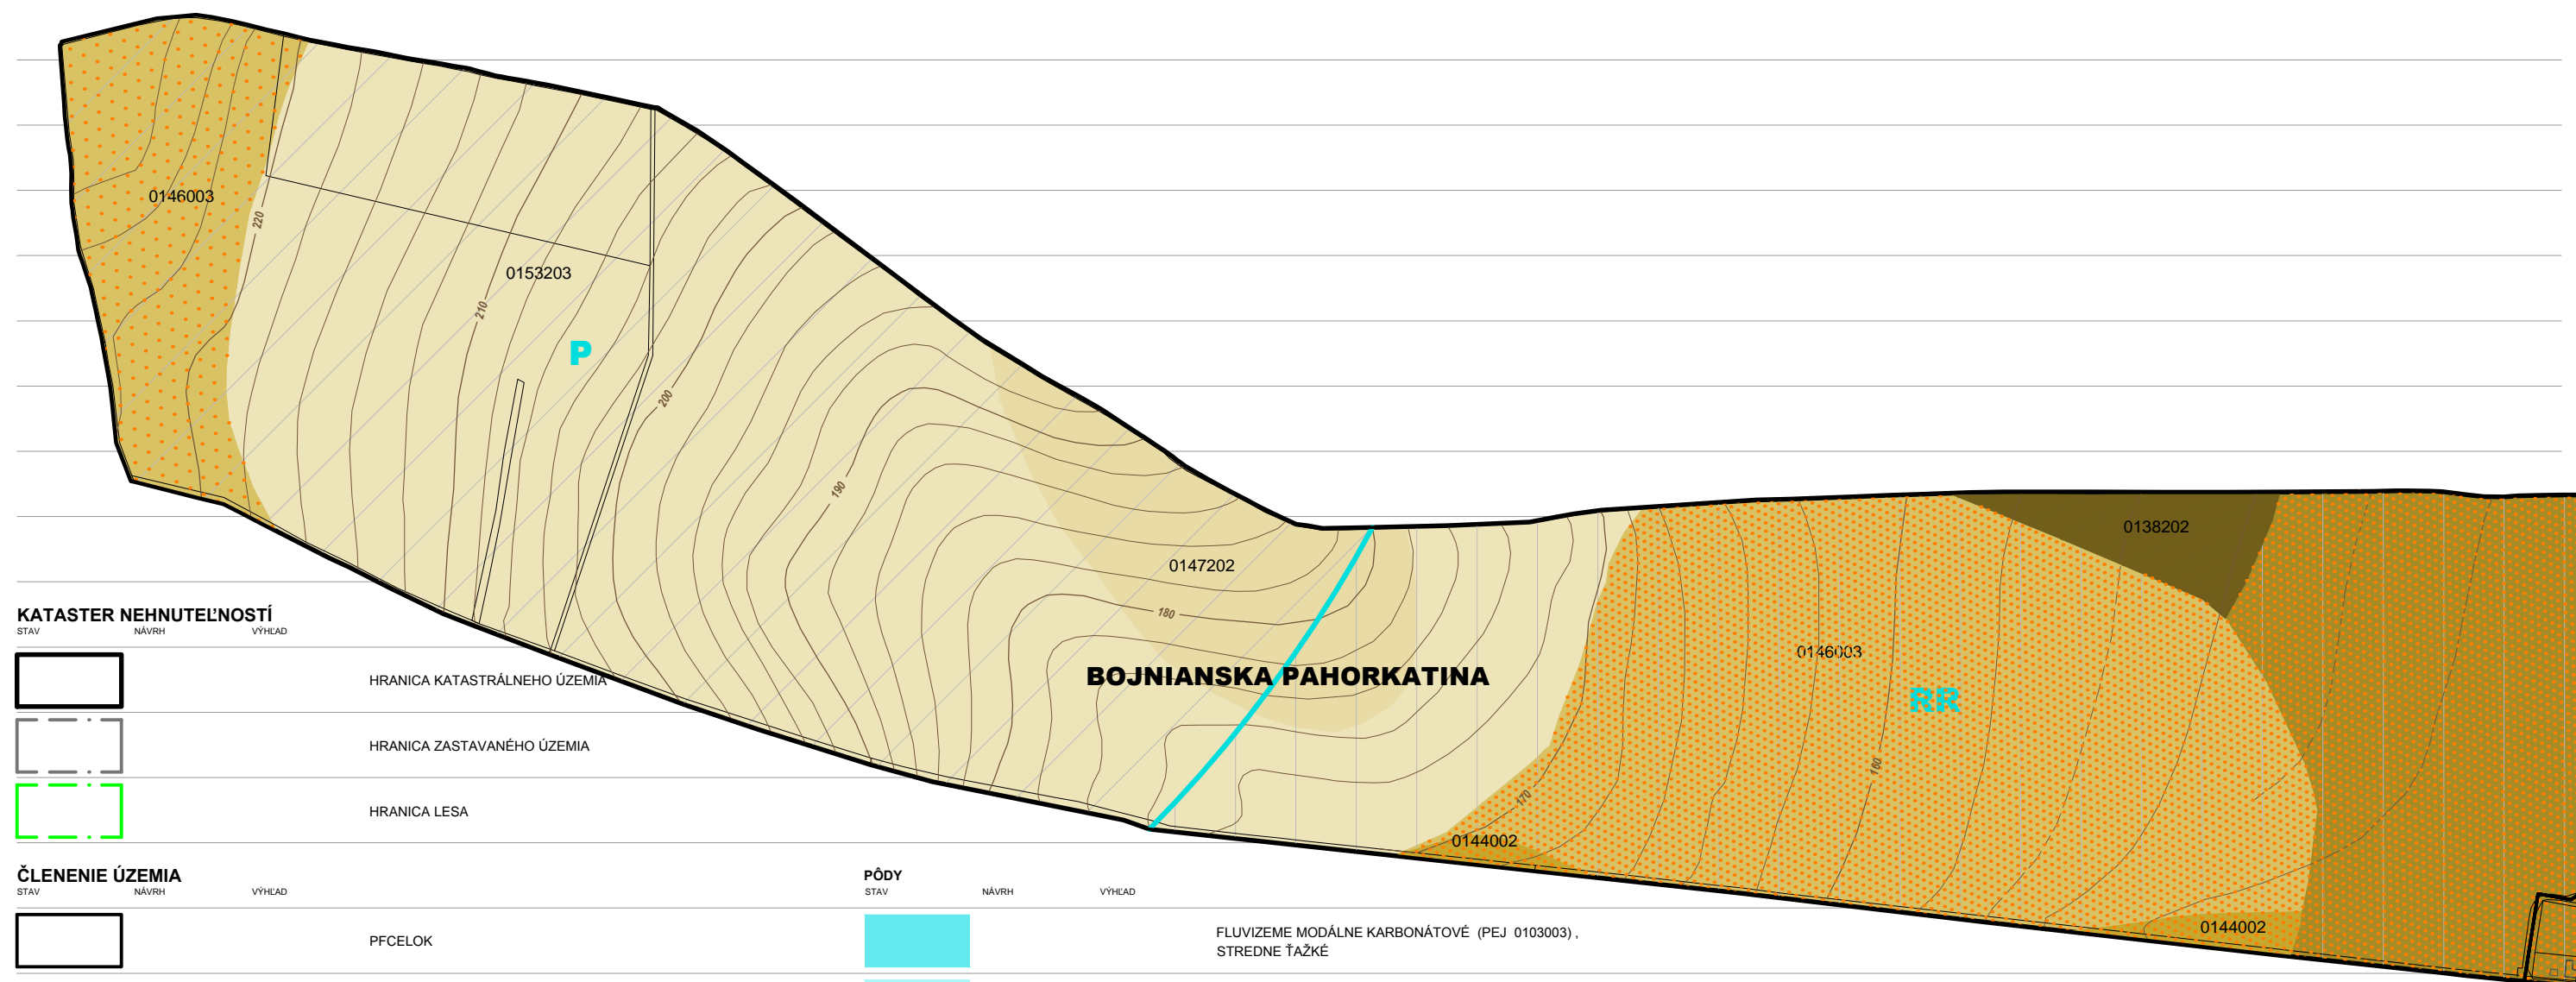 0146003
220
0153203
210
P
200
190
0138202
0147202
180
0146003
BOJNIANSKA PAHORKATINA
RR
160
170
0144002
0144002
KATASTER NEHNUTEĽNOSTÍ
STAV NÁVRH VÝHĽAD
HRANICA KATASTRÁLNEHO ÚZEMIA
HRANICA ZASTAVANÉHO ÚZEMIA
HRANICA LESA
ČLENENIE ÚZEMIA
STAV NÁVRH VÝHĽAD
PFCELOK
PÔDY
STAV NÁVRH VÝHĽAD
FLUVIZEME MODÁLNE KARBONÁTOVÉ (PEJ 0103003) ,
STREDNE ŤAŽKÉ